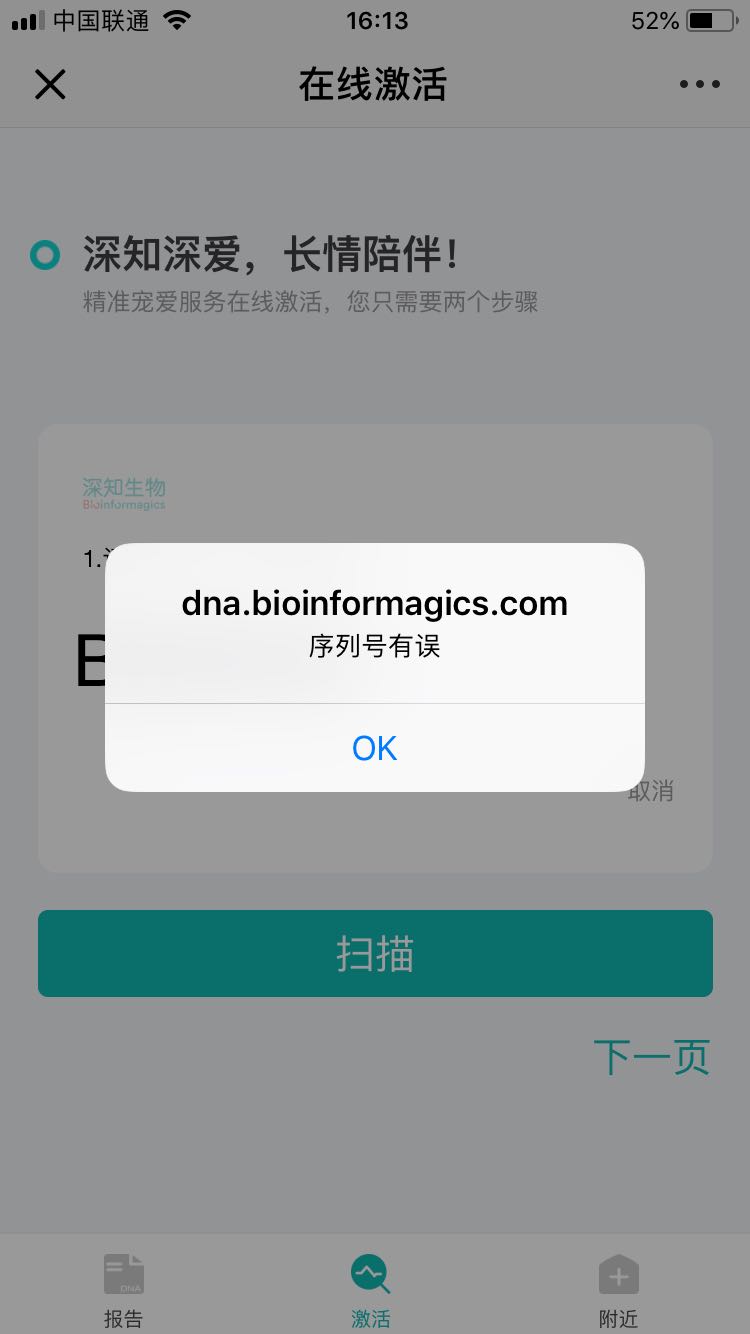 中国联通
16:13
52%
在线激活
深知深爱，长情陪伴！
精准宠爱服务在线激活，您只需要两个步骤
深知生物
Bioinformagics
1.
dna.bioinformagics.com
序列号有误
OK
取消
扫描
下一页
DNA
报告
激活
附近